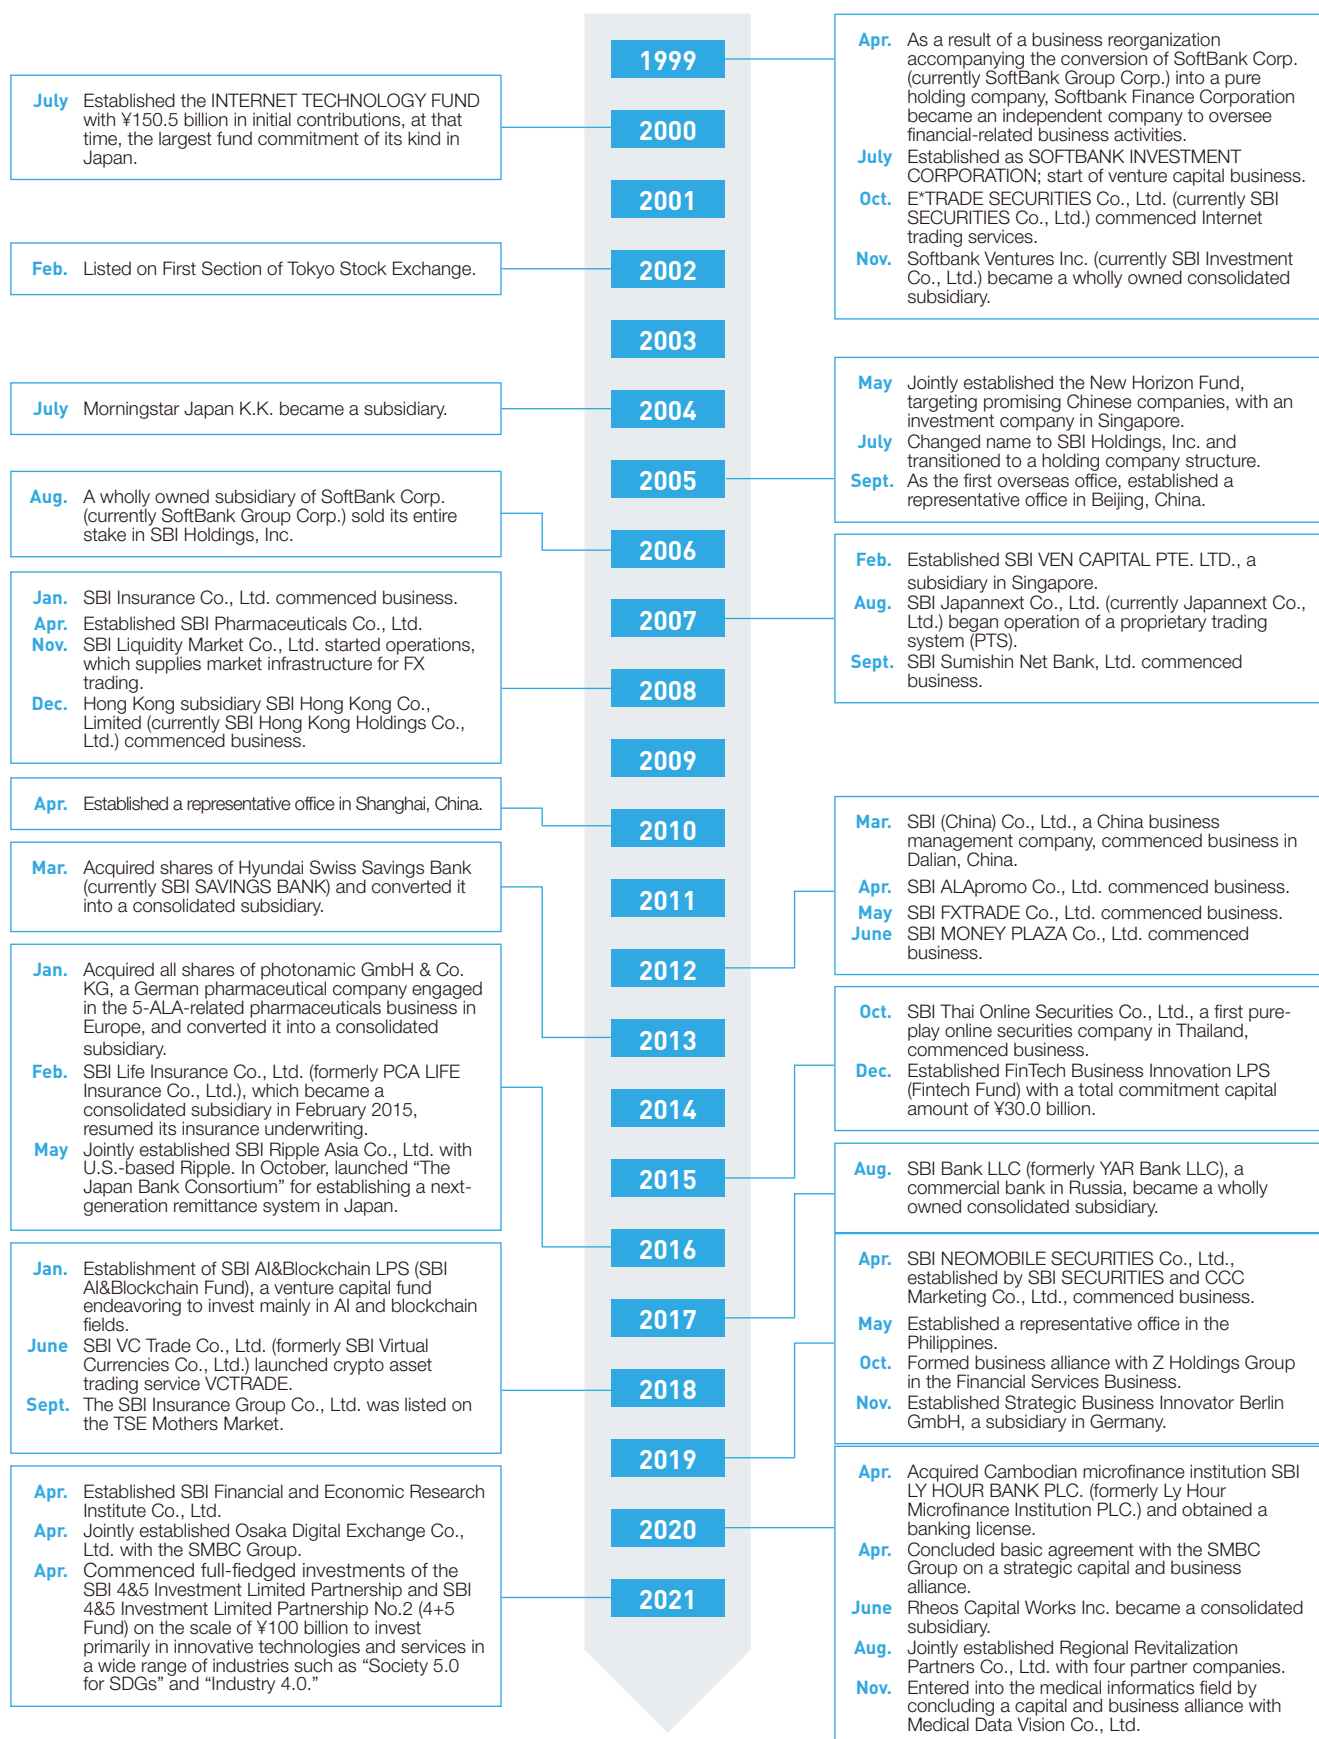 1999
Apr. As a result of a business reorganization
accompanying the conversion of SoftBank Corp.
(currently SoftBank Group Corp.) into a pure
holding company, Softbank Finance Corporation
became an independent company to oversee
financial-related business activities.
July Established as SOFTBANK INVESTMENT
CORPORATION; start of venture capital business.
Oct. E*TRADE SECURITIES Co., Ltd. (currently SBI
SECURITIES Co., Ltd.) commenced Internet
trading services.
Nov. Softbank Ventures Inc. (currently SBI Investment
Co., Ltd.) became a wholly owned consolidated
subsidiary.
July Established the INTERNET TECHNOLOGY FUND
with ¥150.5 billion in initial contributions, at that
time, the largest fund commitment of its kind in
Japan.
2000
2001
Feb. Listed on First Section of Tokyo Stock Exchange.
2002
2003
July Morningstar Japan K.K. became a subsidiary.
2004
May Jointly established the New Horizon Fund,
targeting promising Chinese companies, with an
investment company in Singapore.
July Changed name to SBI Holdings, Inc. and
transitioned to a holding company structure.
Sept. As the first overseas office, established a
representative office in Beijing, China.
2005
Aug. A wholly owned subsidiary of SoftBank Corp.
(currently SoftBank Group Corp.) sold its entire
stake in SBI Holdings, Inc.
2006
Feb. Established SBI VEN CAPITAL PTE. LTD., a
subsidiary in Singapore.
Aug. SBI Japannext Co., Ltd. (currently Japannext Co.,
Ltd.) began operation of a proprietary trading
system (PTS).
Sept. SBI Sumishin Net Bank, Ltd. commenced
business.
2007
Jan. SBI Insurance Co., Ltd. commenced business.
Apr. Established SBI Pharmaceuticals Co., Ltd.
Nov. SBI Liquidity Market Co., Ltd. started operations,
which supplies market infrastructure for FX
trading.
Dec. Hong Kong subsidiary SBI Hong Kong Co.,
Limited (currently SBI Hong Kong Holdings Co.,
Ltd.) commenced business.
2008
2009
Apr. Established a representative office in Shanghai, China.
2010
2011
Mar. SBI (China) Co., Ltd., a China business
management company, commenced business in
Dalian, China.
Apr. SBI ALApromo Co., Ltd. commenced business.
May SBI FXTRADE Co., Ltd. commenced business.
June SBI MONEY PLAZA Co., Ltd. commenced
business.
2012
Mar. Acquired shares of Hyundai Swiss Savings Bank
(currently SBI SAVINGS BANK) and converted it
into a consolidated subsidiary.
2013
2014
Oct. SBI Thai Online Securities Co., Ltd., a first pure-
play online securities company in Thailand,
commenced business.
Dec. Established FinTech Business Innovation LPS
(Fintech Fund) with a total commitment capital
amount of ¥30.0 billion.
2015
Jan. Acquired all shares of photonamic GmbH & Co.
KG, a German pharmaceutical company engaged
in the 5-ALA-related pharmaceuticals business in
Europe, and converted it into a consolidated
subsidiary.
Feb. SBI Life Insurance Co., Ltd. (formerly PCA LIFE
Insurance Co., Ltd.), which became a
consolidated subsidiary in February 2015,
resumed its insurance underwriting.
May Jointly established SBI Ripple Asia Co., Ltd. with
U.S.-based Ripple. In October, launched “The
Japan Bank Consortium” for establishing a next-
generation remittance system in Japan.
2016
Aug. SBI Bank LLC (formerly YAR Bank LLC), a
commercial bank in Russia, became a wholly
owned consolidated subsidiary.
2017
Jan. Establishment of SBI AI&Blockchain LPS (SBI
AI&Blockchain Fund), a venture capital fund
endeavoring to invest mainly in AI and blockchain
fields.
June SBI VC Trade Co., Ltd. (formerly SBI Virtual
Currencies Co., Ltd.) launched crypto asset
trading service VCTRADE.
Sept. The SBI Insurance Group Co., Ltd. was listed on
the TSE Mothers Market.
2018
Apr. SBI NEOMOBILE SECURITIES Co., Ltd.,
established by SBI SECURITIES and CCC
Marketing Co., Ltd., commenced business.
May Established a representative office in the
Philippines.
Oct. Formed business alliance with Z Holdings Group
in the Financial Services Business.
Nov. Established Strategic Business Innovator Berlin
GmbH, a subsidiary in Germany.
2019
Apr. Acquired Cambodian microfinance institution SBI
LY HOUR BANK PLC. (formerly Ly Hour
Microfinance Institution PLC.) and obtained a
banking license.
Apr. Concluded basic agreement with the SMBC
Group on a strategic capital and business
alliance.
June Rheos Capital Works Inc. became a consolidated
subsidiary.
Aug. Jointly established Regional Revitalization
Partners Co., Ltd. with four partner companies.
Nov. Entered into the medical informatics field by
concluding a capital and business alliance with
Medical Data Vision Co., Ltd.
2020
Apr. Established SBI Financial and Economic Research
Institute Co., Ltd.
Apr. Jointly established Osaka Digital Exchange Co.,
Ltd. with the SMBC Group.
Apr. Commenced full-fiedged investments of the
SBI 4&5 Investment Limited Partnership and SBI
4&5 Investment Limited Partnership No.2 (4+5
Fund) on the scale of ¥100 billion to invest
primarily in innovative technologies and services in
a wide range of industries such as “Society 5.0
for SDGs” and “Industry 4.0.”
2021